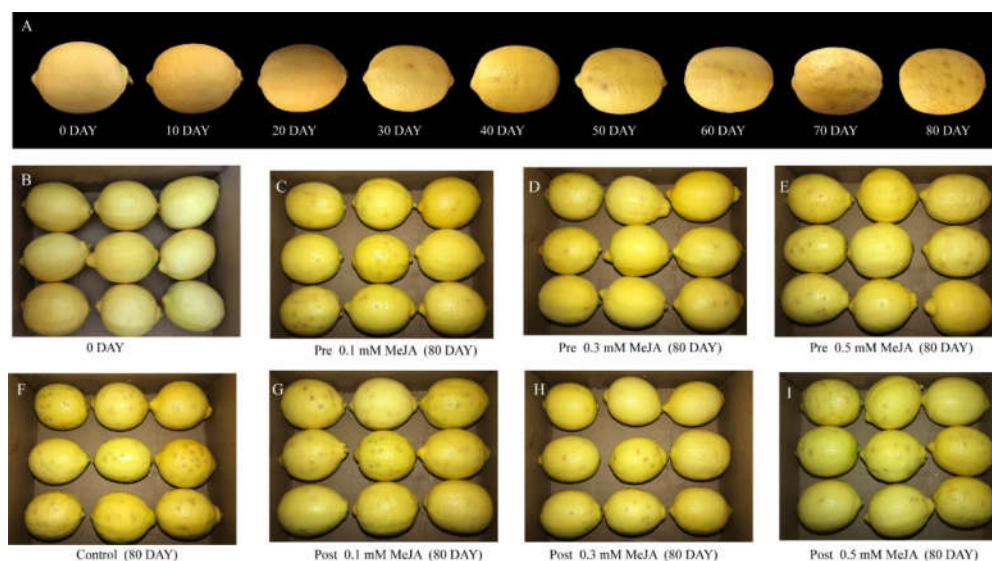 A
0 DAY 10 DAY 20 DAY 30 DAY 40 DAY 50 DAY 60 DAY 70 DAY 80 DAY
B C D E
0 DAY Pre 0.1 mM MeJA (80 DAY) Pre 0.3 mM MeJA (80 DAY) Pre 0.5 mM MeJA (80 DAY)
F G H I
Control (80 DAY) Post 0.1 mM MeJA (80 DAY) Post 0.3 mM MeJA (80 DAY) Post 0.5 mM MeJA (80 DAY)